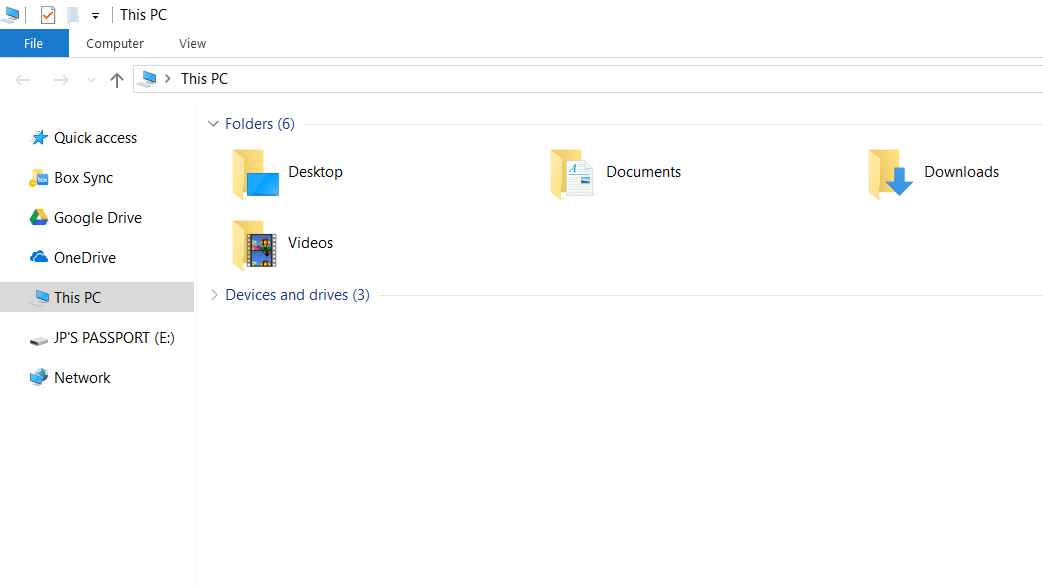 This PC
File Computer View
This PC
Quick access
Box Sync
Google Drive
OneDrive
This PC
JP'S PASSPORT (E:)
Network
Folders (6)
Desktop Documents Downloads
Videos
Devices and drives (3)